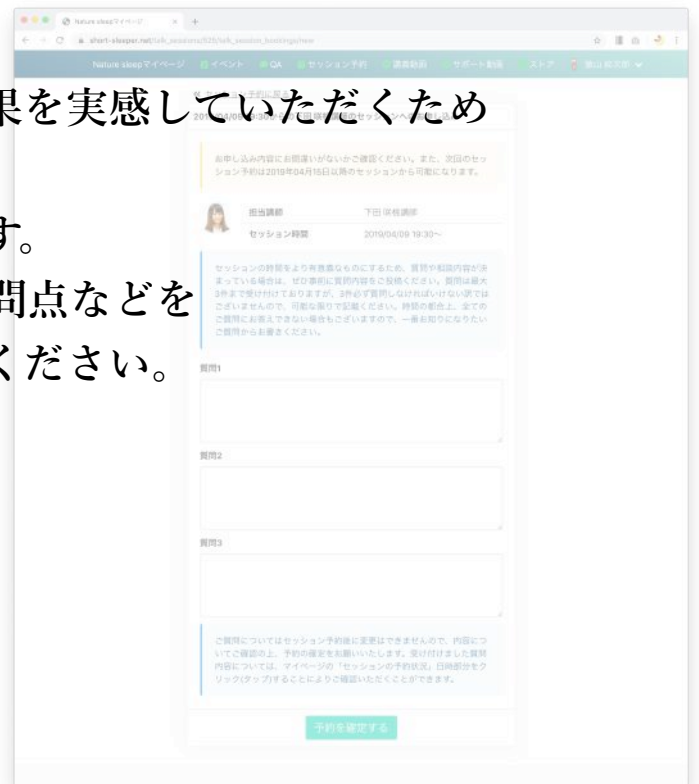 Nature sleepマイページ
short-sleeper.net/talk_sessions/929/talk_session_bookings/new
Nature sleepマイページ イベント QA セッション予約 講義動画 サポート動画 ストア
セッション予約に戻る
果を実感していただくため
お申し込み内容にお間違いがないかご確認ください。また、次回のセッ
ション予約は2019年04月16日以降のセッションから可能になります。
す。
担当講師 下田 咲桜講師
セッション時間 2019/04/09 19:30〜
セッションの時間をより有意義なものにするため、質問や相談内容が決
まっている場合は、ぜひ事前に質問内容をご投稿ください。質問は最大
3件まで受け付けておりますが、3件必ず質問しなければいけない訳では
ございませんので、可能な限りで記載ください。時間の都合上、全ての
ご質問にお答えできない場合もございますので、一番お知りになりたい
ご質問からお書きください。
問点などを
ください。
質問1
質問2
質問3
ご質問についてはセッション予約後に変更はできませんので、内容につ
いてご確認の上、予約の確定をお願いいたします。受け付けました質問
内容については、マイページの「セッションの予約状況」日時部分をク
リック(タップ)することによりご確認いただくことができます。
予約を確定する